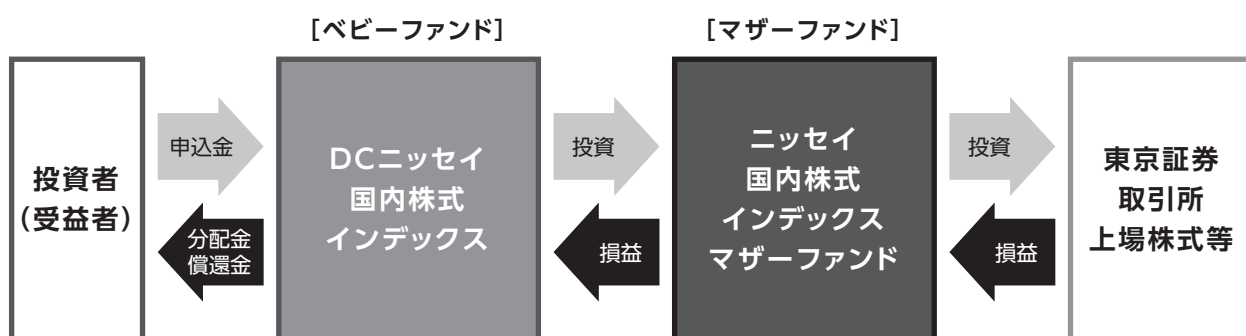 [ベビーファンド]
[マザーファンド]
投資者
(受益者)
申込金
分配金
償還金
DCニッセイ
国内株式
インデックス
投資
損益
ニッセイ
国内株式
インデックス
マザーファンド
投資
損益
東京証券
取引所
上場株式等